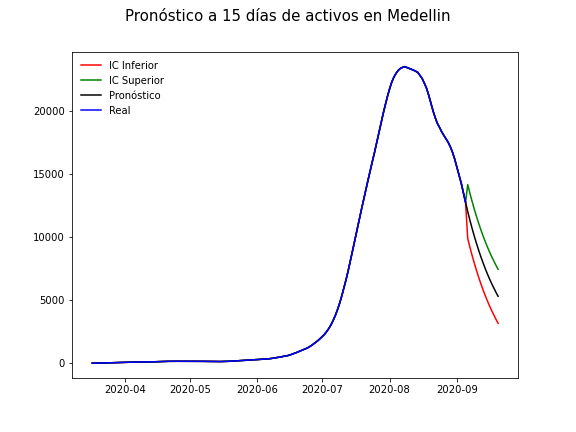 Pronóstico a 15 días de activos en Medellin
IC Inferior
IC Superior
Pronóstico
Real
20000
15000
10000
5000
0
2020-04 2020-05 2020-06 2020-07 2020-08 2020-09